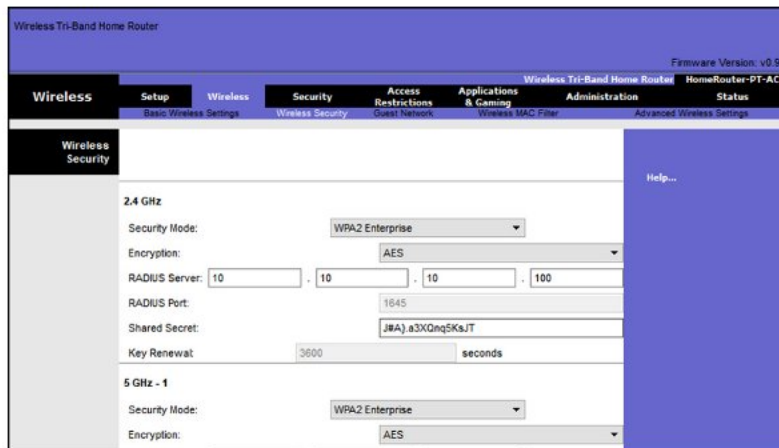 Wireless Tri-Band Home Router
Firmware Version: v0.9
Wireless Tri-Band Home Router HomeRouter-PT-AC
Wireless Setup Wireless Security Access Restrictions Applications & Gaming Administration Status
Basic Wireless Settings Wireless Security Guest Network Wireless MAC Filter Advanced Wireless Settings
Wireless Security
Help...
2.4 GHz
Security Mode: WPA2 Enterprise
Encryption: AES
RADIUS Server: 10 . 10 . 10 . 100
RADIUS Port: 1645
Shared Secret: J#A}.a3XQnq5KsJT
Key Renewal: 3600 seconds
5 GHz - 1
Security Mode: WPA2 Enterprise
Encryption: AES